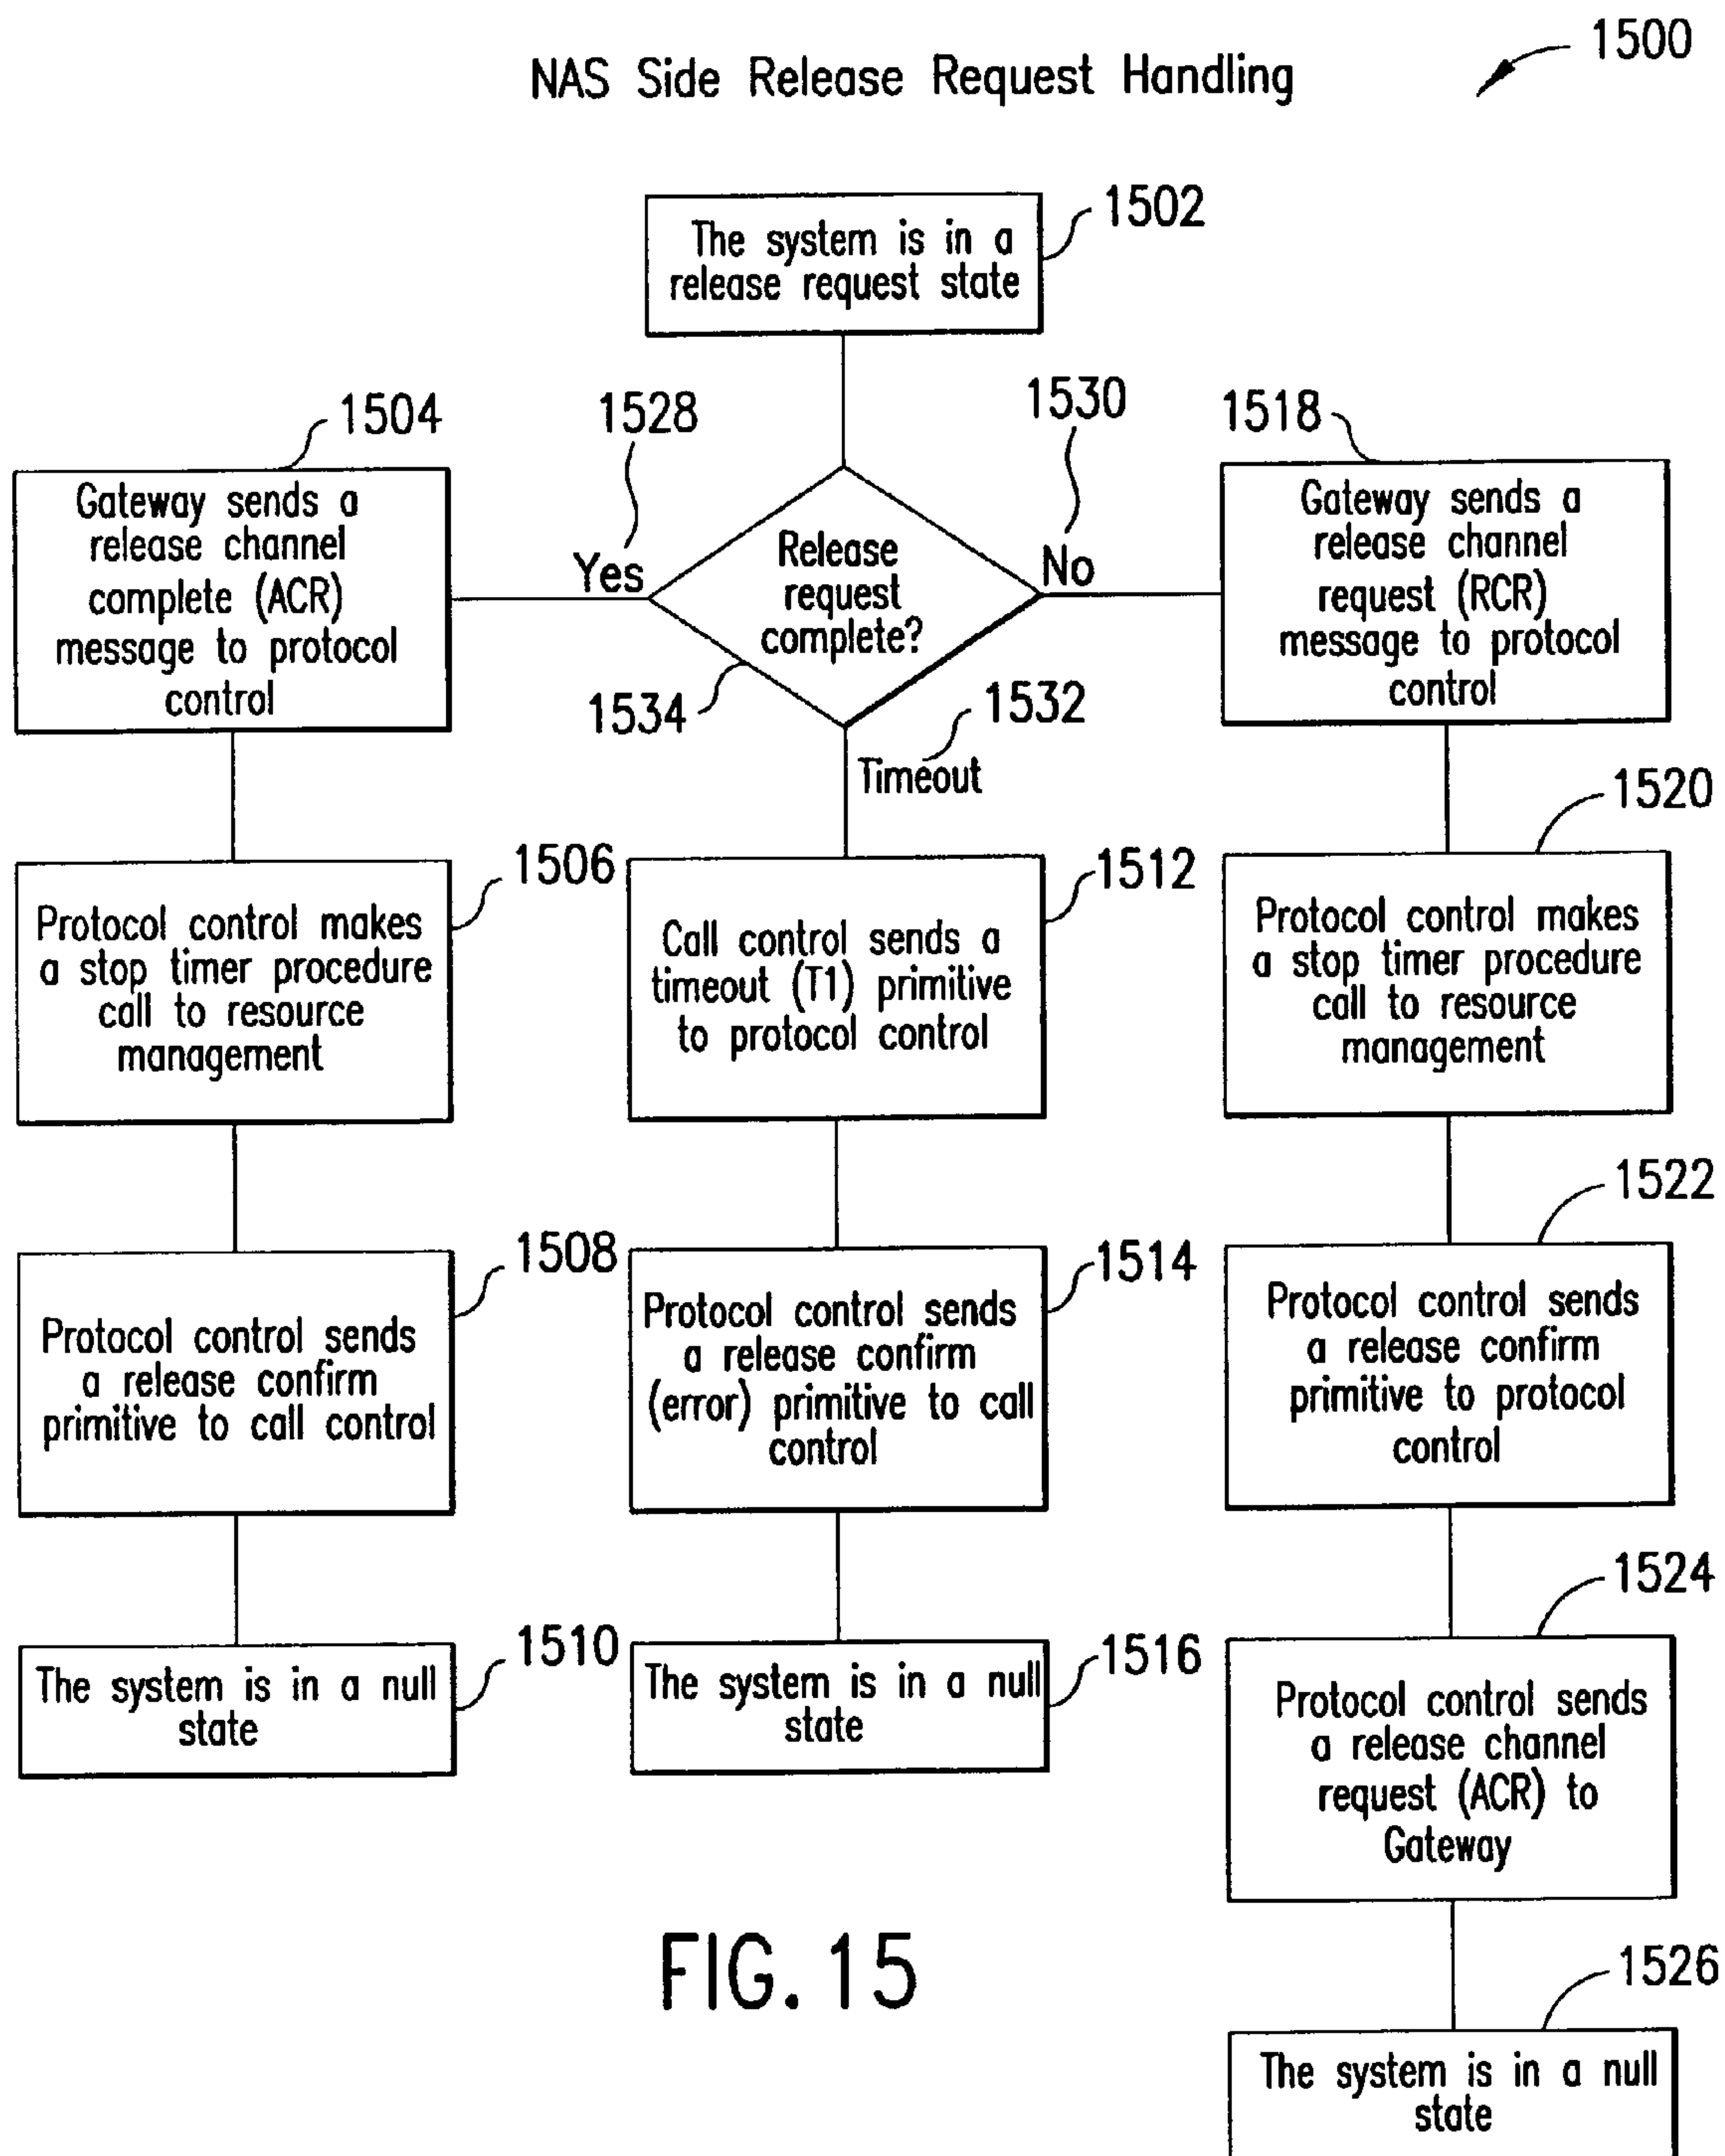 1500
NAS Side Release Request Handling
1502
The system is in a
release request state
1504
1528
1530
1518
Gateway sends a
release channel
complete (ACR)
message to protocol
control
Yes
Release
request
complete?
No
Gateway sends a
release channel
request (RCR)
message to protocol
control
1534
1532
Timeout
1506
1512
1520
Protocol control makes
a stop timer procedure
call to resource
management
Call control sends a
timeout (T1) primitive
to protocol control
Protocol control makes
a stop timer procedure
call to resource
management
1508
1514
1522
Protocol control sends
a release confirm
primitive to call control
Protocol control sends
a release confirm
(error) primitive to call
control
Protocol control sends
a release confirm
primitive to protocol
control
1510
1516
1524
The system is in a null
state
The system is in a null
state
Protocol control sends
a release channel
request (ACR) to
Gateway
FIG. 15
1526
The system is in a null
state